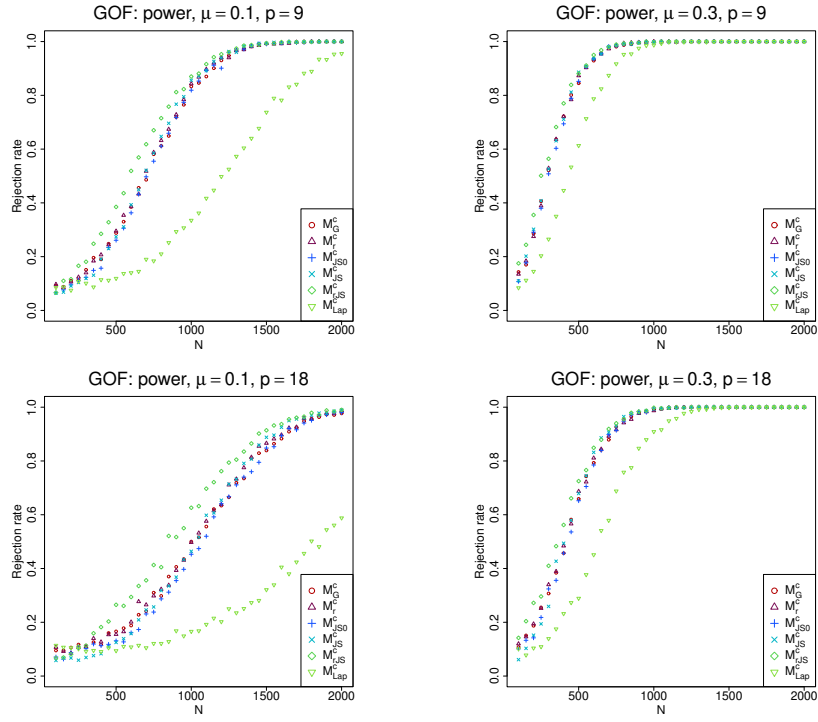 GOF: power, μ = 0.1, p = 9
Rejection rate
0.0 0.2 0.4 0.6 0.8 1.0
500 1000 1500 2000
N
M^c_G
M^c_r
M^c_JS0
M^c_JS
M^c_rJS
M^c_Lap
GOF: power, μ = 0.3, p = 9
Rejection rate
0.0 0.2 0.4 0.6 0.8 1.0
500 1000 1500 2000
N
M^c_G
M^c_r
M^c_JS0
M^c_JS
M^c_rJS
M^c_Lap
GOF: power, μ = 0.1, p = 18
Rejection rate
0.0 0.2 0.4 0.6 0.8 1.0
500 1000 1500 2000
N
M^c_G
M^c_r
M^c_JS0
M^c_JS
M^c_rJS
M^c_Lap
GOF: power, μ = 0.3, p = 18
Rejection rate
0.0 0.2 0.4 0.6 0.8 1.0
500 1000 1500 2000
N
M^c_G
M^c_r
M^c_JS0
M^c_JS
M^c_rJS
M^c_Lap